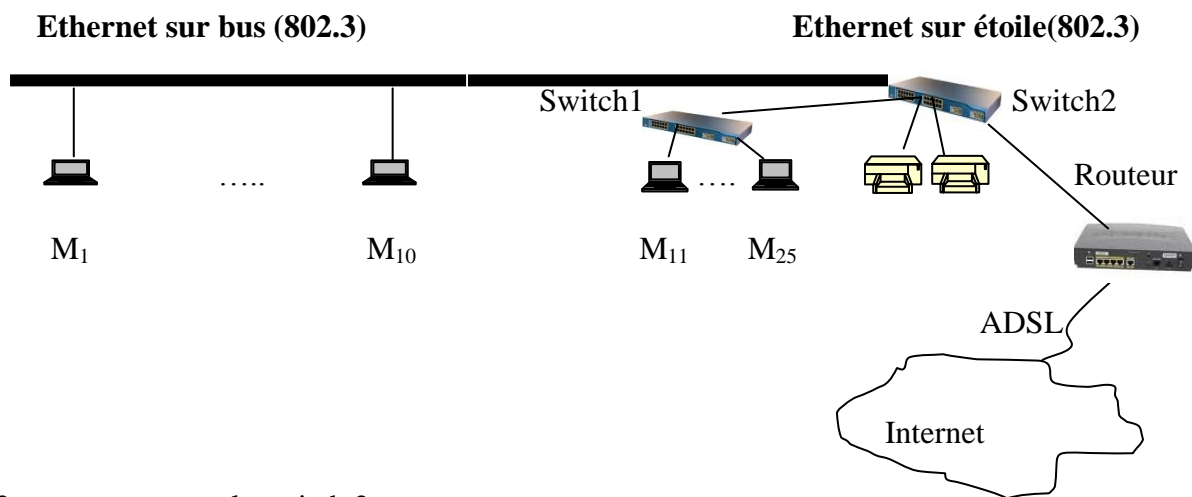 Ethernet sur bus (802.3) Ethernet sur étoile(802.3)
Switch1 Switch2
…..
….
Routeur
M₁ M₁₀ M₁₁ M₂₅
ADSL
Internet